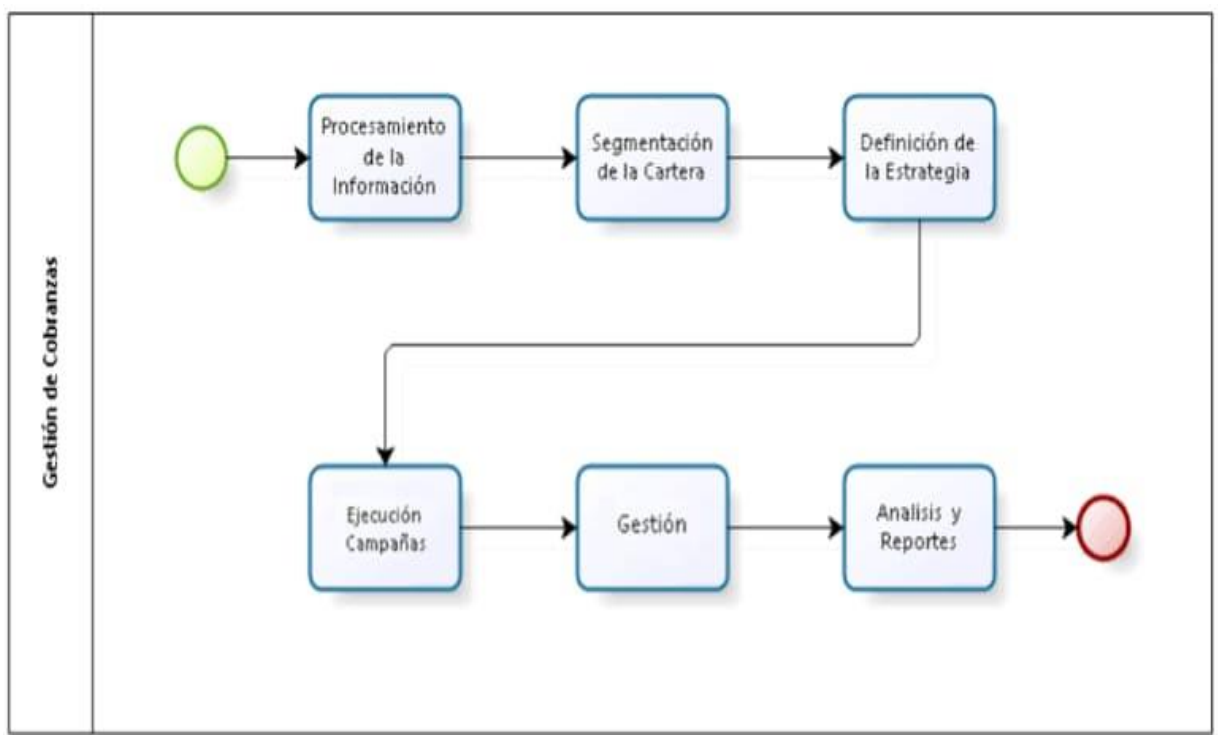 Gestión de Cobranzas
Procesamiento
de la
Información
Segmentación
de la Cartera
Definición de
la Estrategia
Ejecución
Campañas
Gestión
Analisis y
Reportes